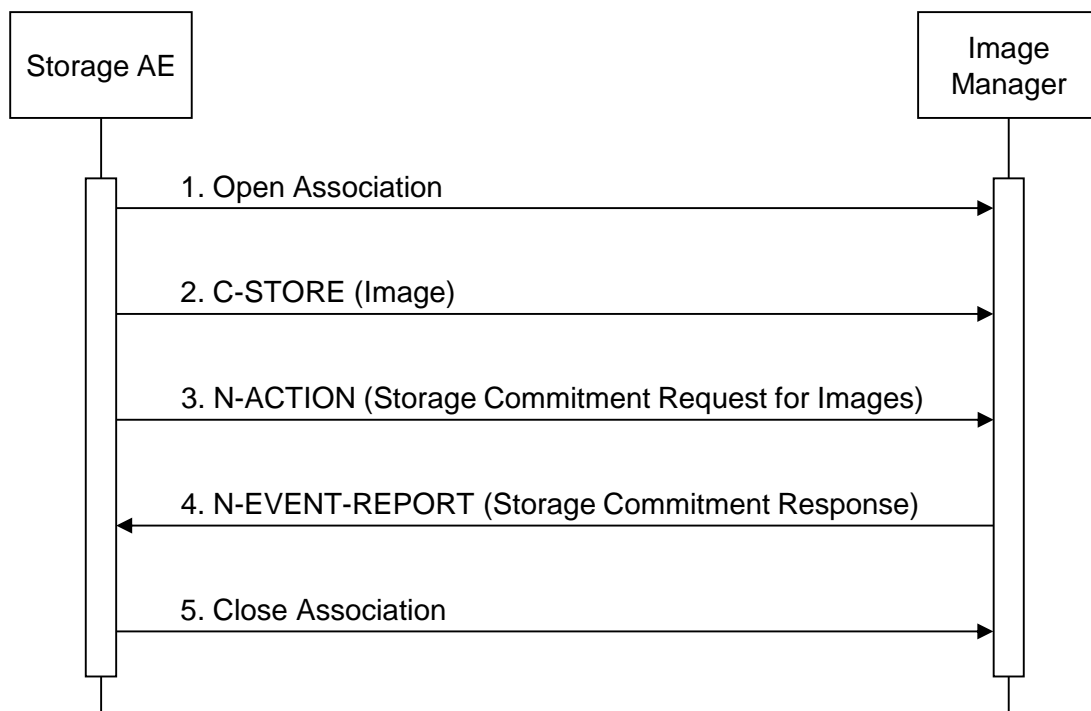 Storage AE
Image
Manager
1. Open Association
2. C-STORE (Image)
3. N-ACTION (Storage Commitment Request for Images)
4. N-EVENT-REPORT (Storage Commitment Response)
5. Close Association